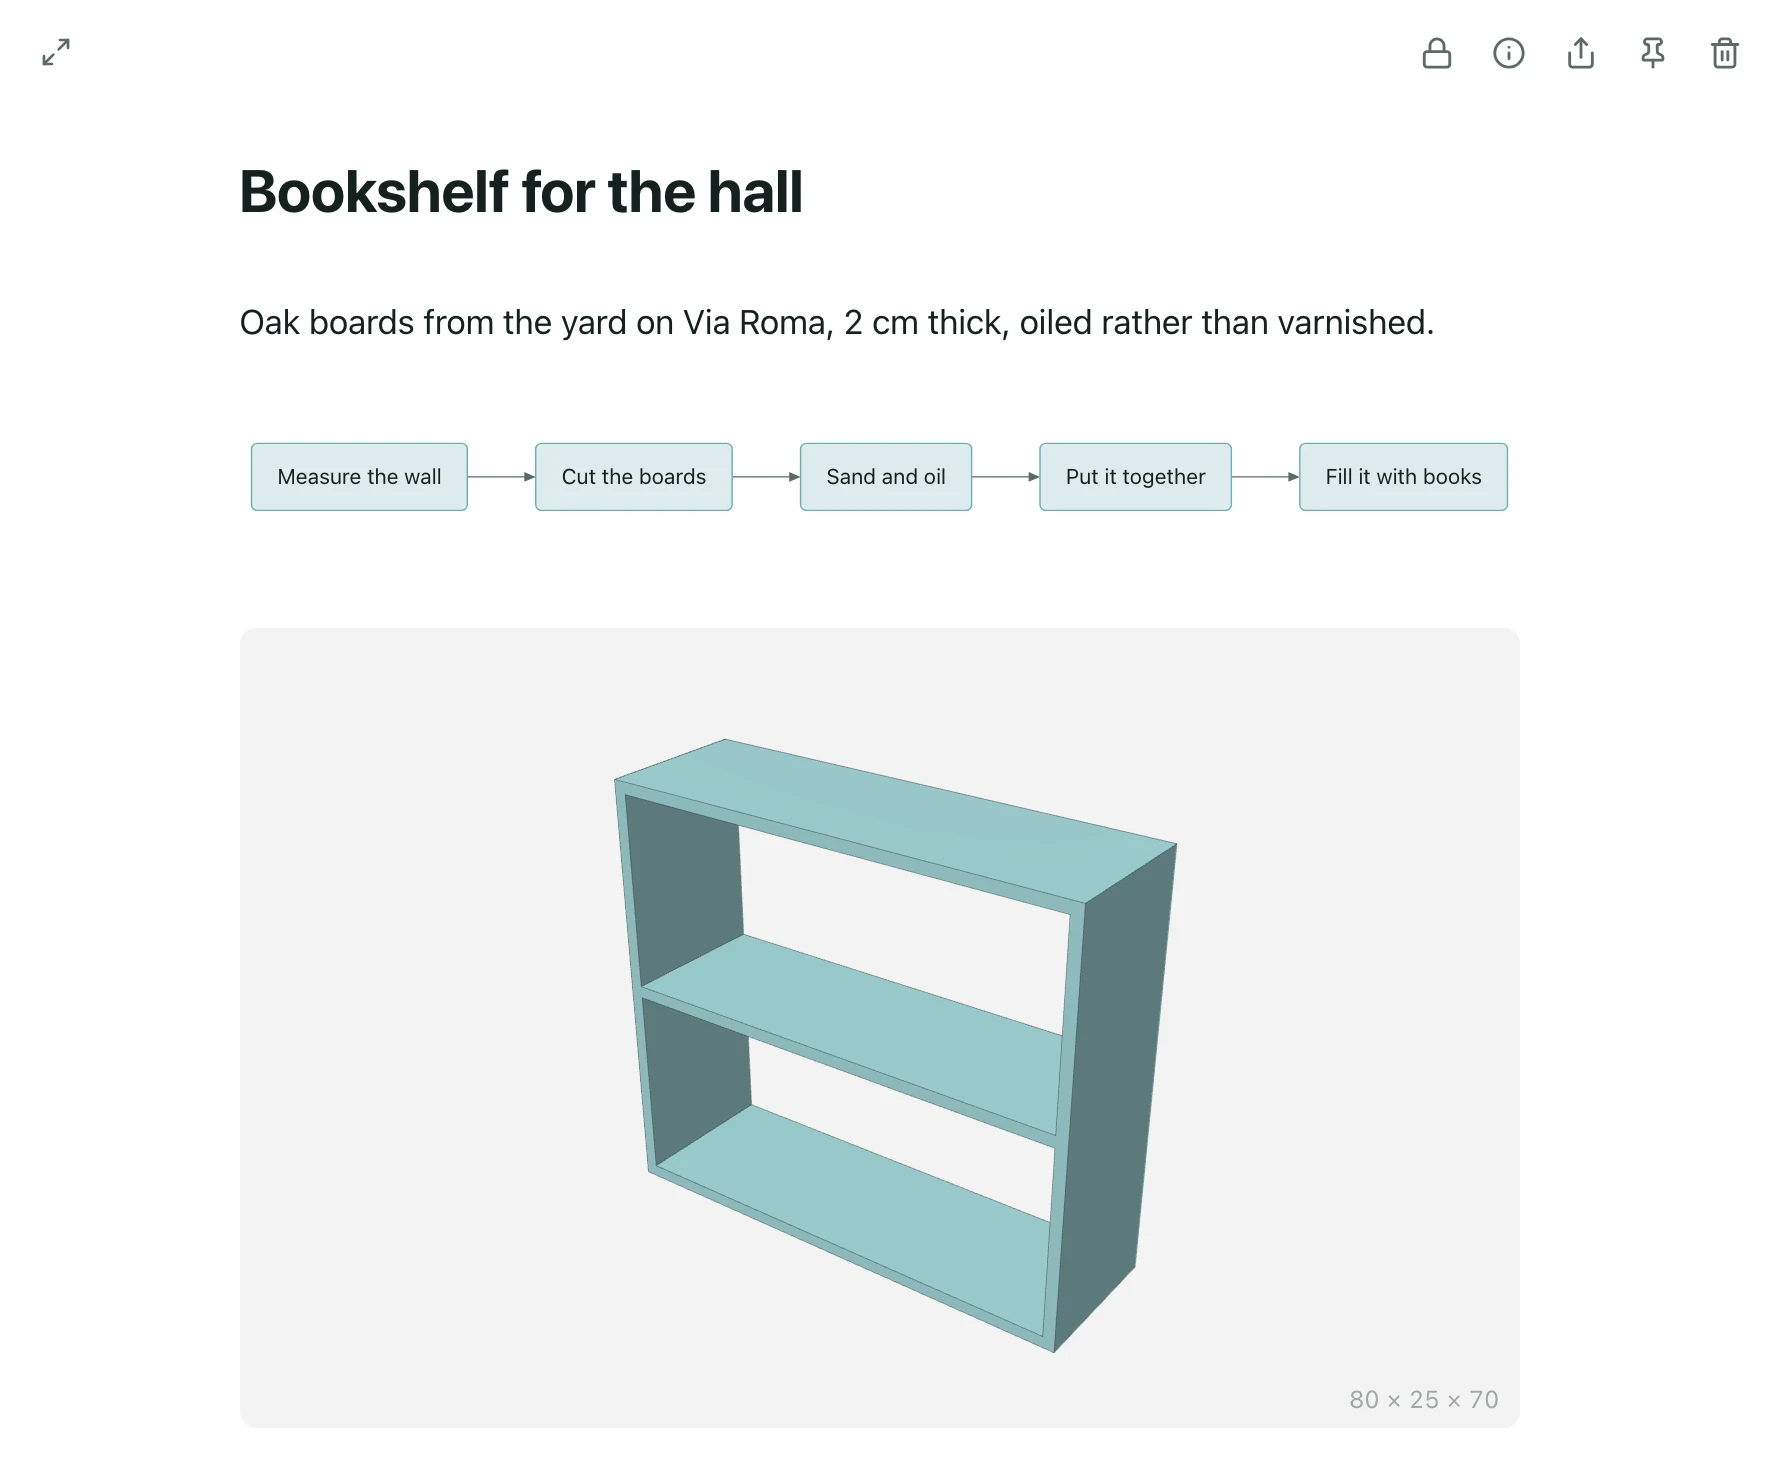 Bookshelf for the hall
Oak boards from the yard on Via Roma, 2 cm thick, oiled rather than varnished.
Measure the wall
Cut the boards
Sand and oil
Put it together
Fill it with books
80 × 25 × 70